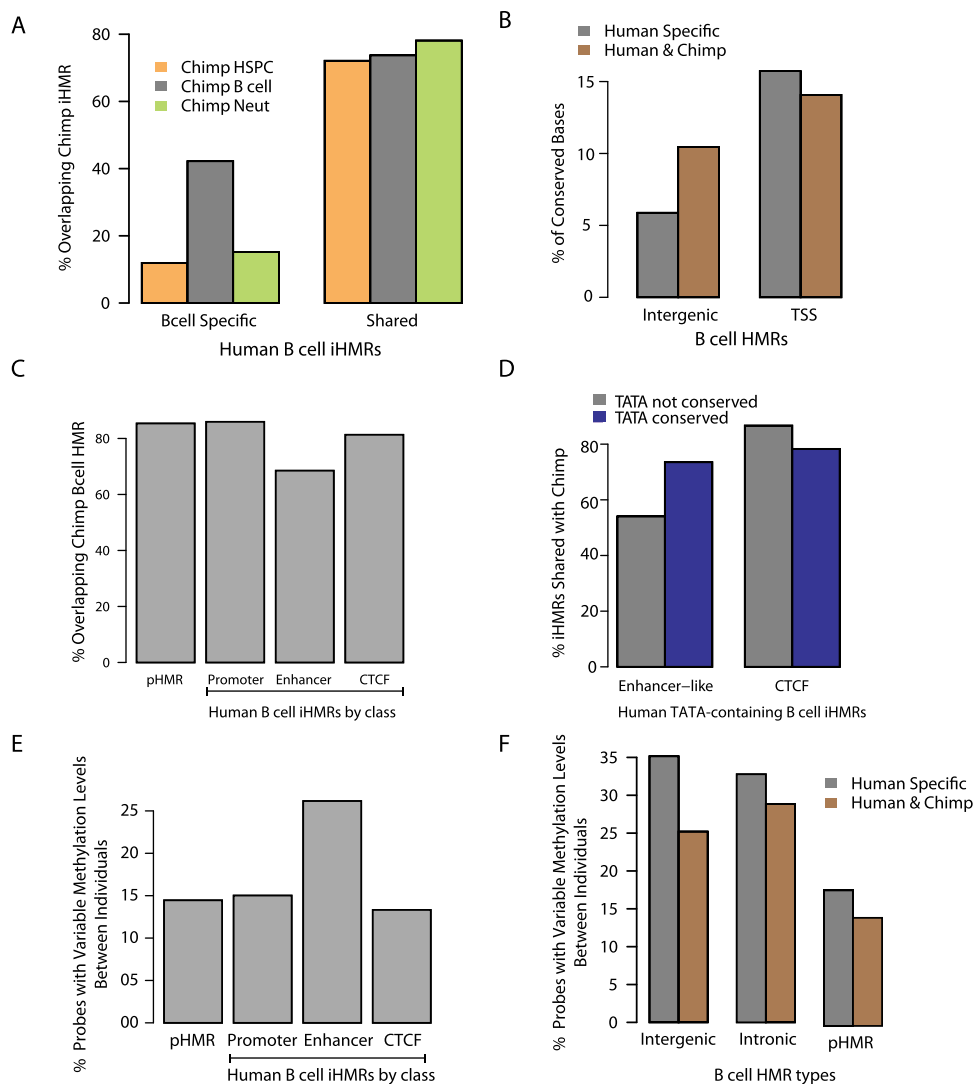 A
% Overlapping Chimp iHMR
80
60
40
20
0
Chimp HSPC
Chimp B cell
Chimp Neut
Bcell Specific
Shared
Human B cell iHMRs
B
% of Conserved Bases
15
10
5
0
Human Specific
Human & Chimp
Intergenic
TSS
B cell HMRs
C
% Overlapping Chimp Bcell HMR
80
60
40
20
0
pHMR
Promoter
Enhancer
CTCF
Human B cell iHMRs by class
D
% iHMRs Shared with Chimp
80
60
40
20
0
TATA not conserved
TATA conserved
Enhancer–like
CTCF
Human TATA-containing B cell iHMRs
E
% Probes with Variable Methylation Levels
Between Individuals
25
20
15
10
05
00
pHMR
Promoter
Enhancer
CTCF
Human B cell iHMRs by class
F
% Probes with Variable Methylation Levels
Between Individuals
35
30
25
20
15
10
5
0
Human Specific
Human & Chimp
Intergenic
Intronic
pHMR
B cell HMR types